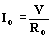 I₀ = V / R₀